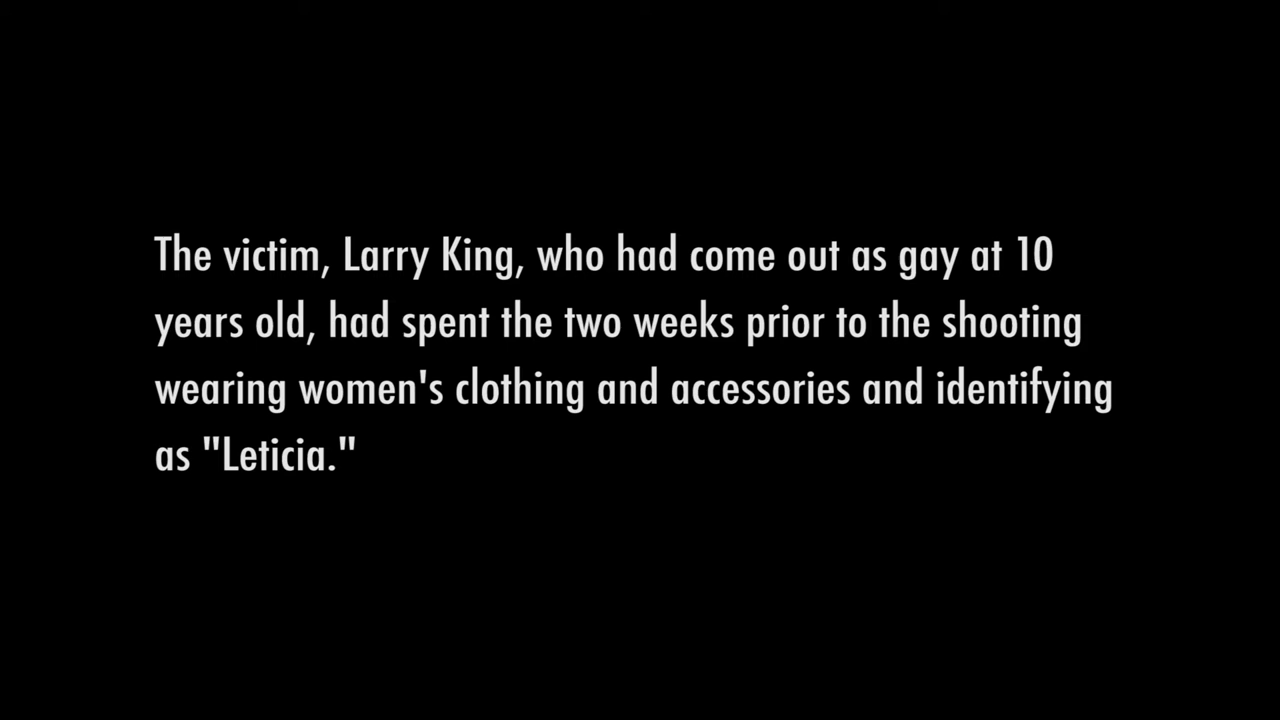 The victim, Larry King, who had come out as gay at 10
years old, had spent the two weeks prior to the shooting
wearing women's clothing and accessories and identifying
as "Leticia."